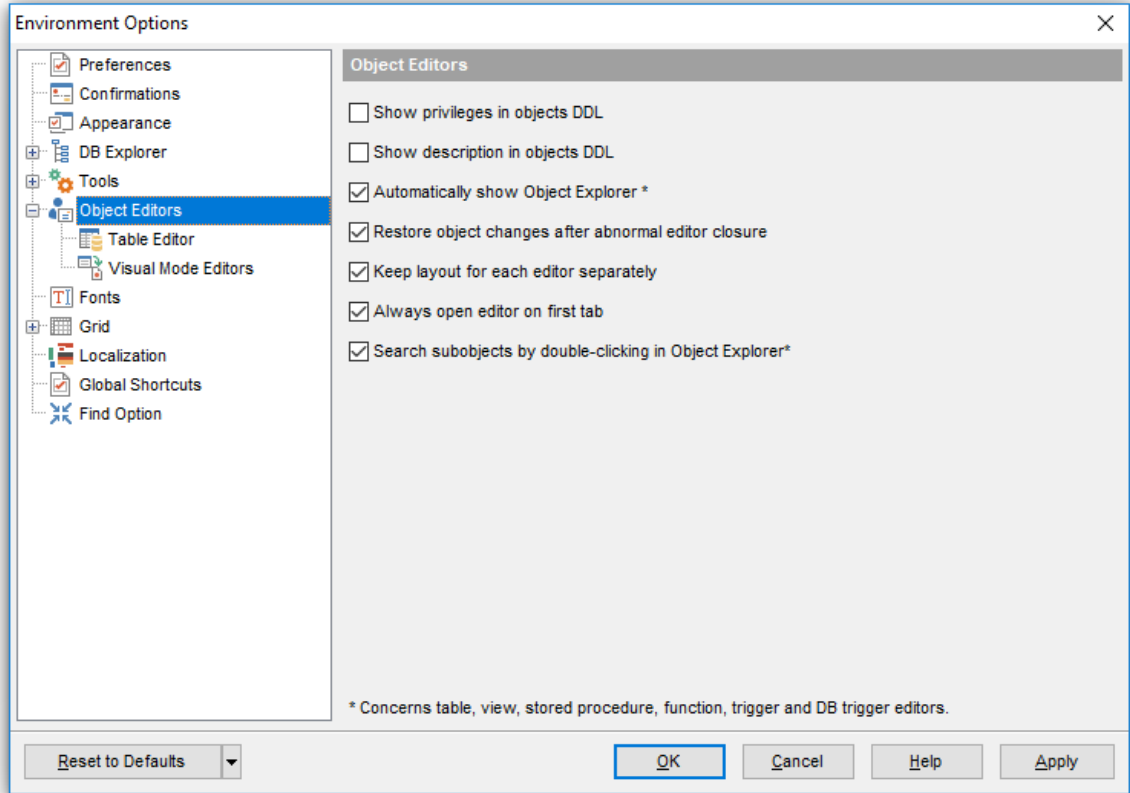 Environment Options
Preferences
Confirmations
Appearance
DB Explorer
Tools
Object Editors
Table Editor
Visual Mode Editors
Fonts
Grid
Localization
Global Shortcuts
Find Option
Object Editors
Show privileges in objects DDL
Show description in objects DDL
Automatically show Object Explorer *
Restore object changes after abnormal editor closure
Keep layout for each editor separately
Always open editor on first tab
Search subobjects by double-clicking in Object Explorer*
* Concerns table, view, stored procedure, function, trigger and DB trigger editors.
Reset to Defaults
OK
Cancel
Help
Apply